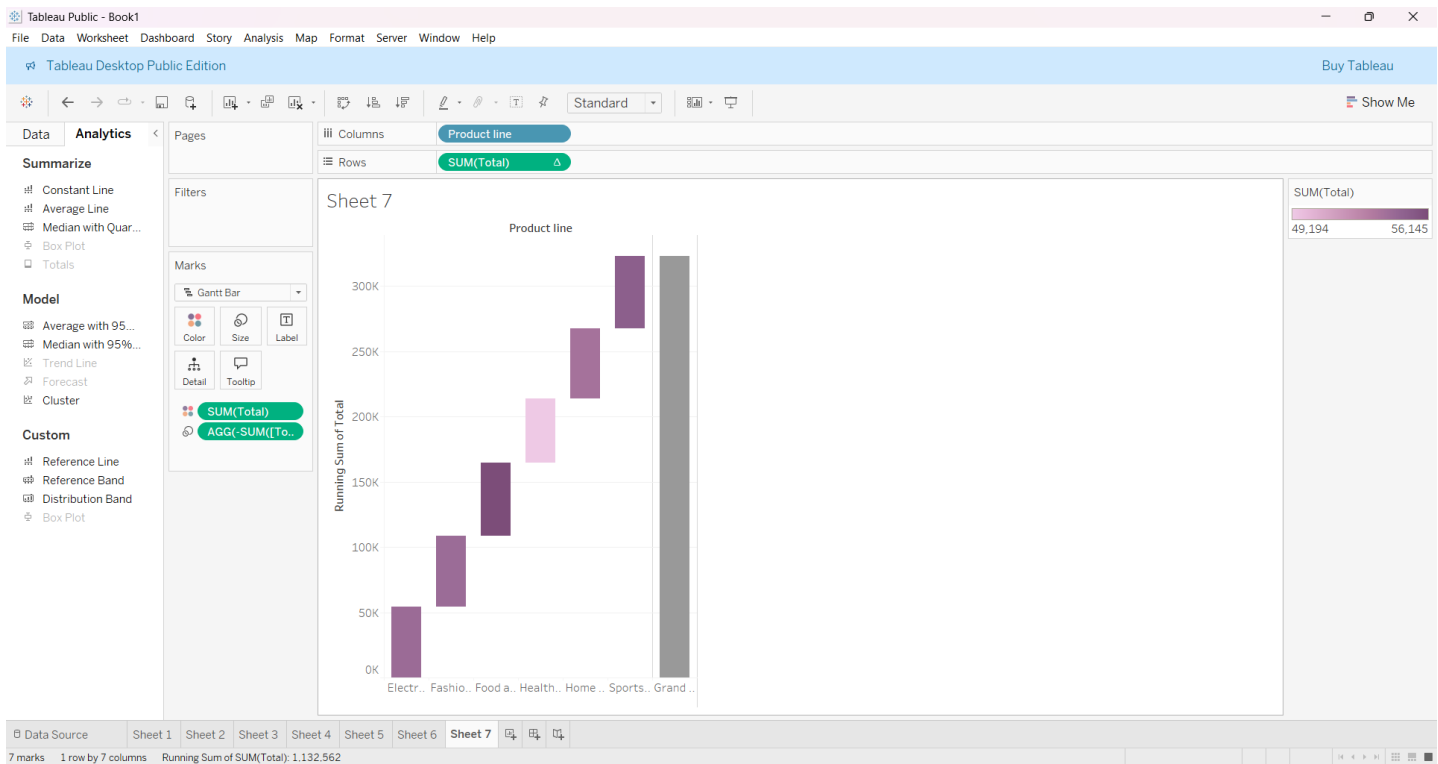 Tableau Public - Book1
File Data Worksheet Dashboard Story Analysis Map Format Server Window Help
Tableau Desktop Public Edition Buy Tableau
Standard Show Me
Data Analytics
Summarize
Constant Line
Average Line
Median with Quar...
Box Plot
Totals
Model
Average with 95...
Median with 95%...
Trend Line
Forecast
Cluster
Custom
Reference Line
Reference Band
Distribution Band
Box Plot
Pages
Filters
Marks
Gantt Bar
Color Size Label
Detail Tooltip
SUM(Total)
AGG(-SUM([To..
Columns Product line
Rows SUM(Total) Δ
Sheet 7
Product line
Running Sum of Total
300K
250K
200K
150K
100K
50K
0K
Electr.. Fashio.. Food a.. Health.. Home .. Sports.. Grand ..
SUM(Total)
49,194 56,145
Data Source Sheet 1 Sheet 2 Sheet 3 Sheet 4 Sheet 5 Sheet 6 Sheet 7
7 marks 1 row by 7 columns Running Sum of SUM(Total): 1,132,562